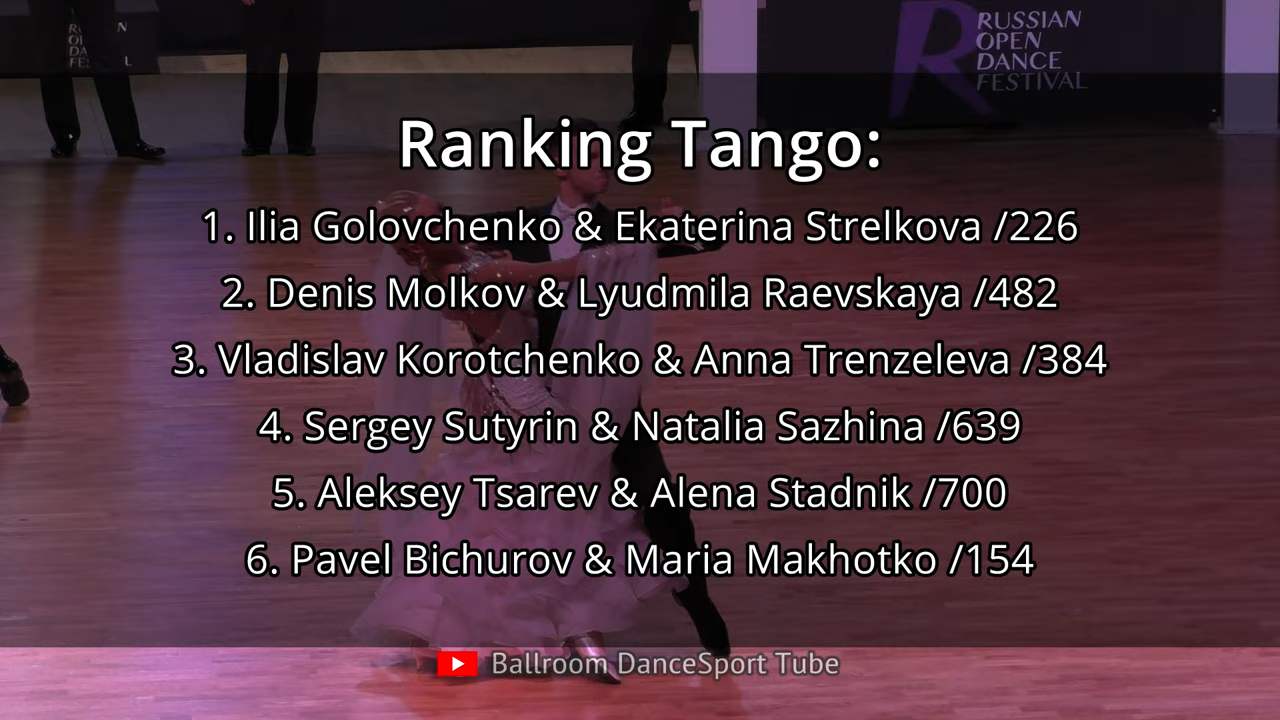 RUSSIAN
OPEN
DANCE
FESTIVAL
Ranking Tango:
1. Ilia Golovchenko & Ekaterina Strelkova /226
2. Denis Molkov & Lyudmila Raevskaya /482
3. Vladislav Korotchenko & Anna Trenzeleva /384
4. Sergey Sutyrin & Natalia Sazhina /639
5. Aleksey Tsarev & Alena Stadnik /700
6. Pavel Bichurov & Maria Makhotko /154
Ballroom DanceSport Tube